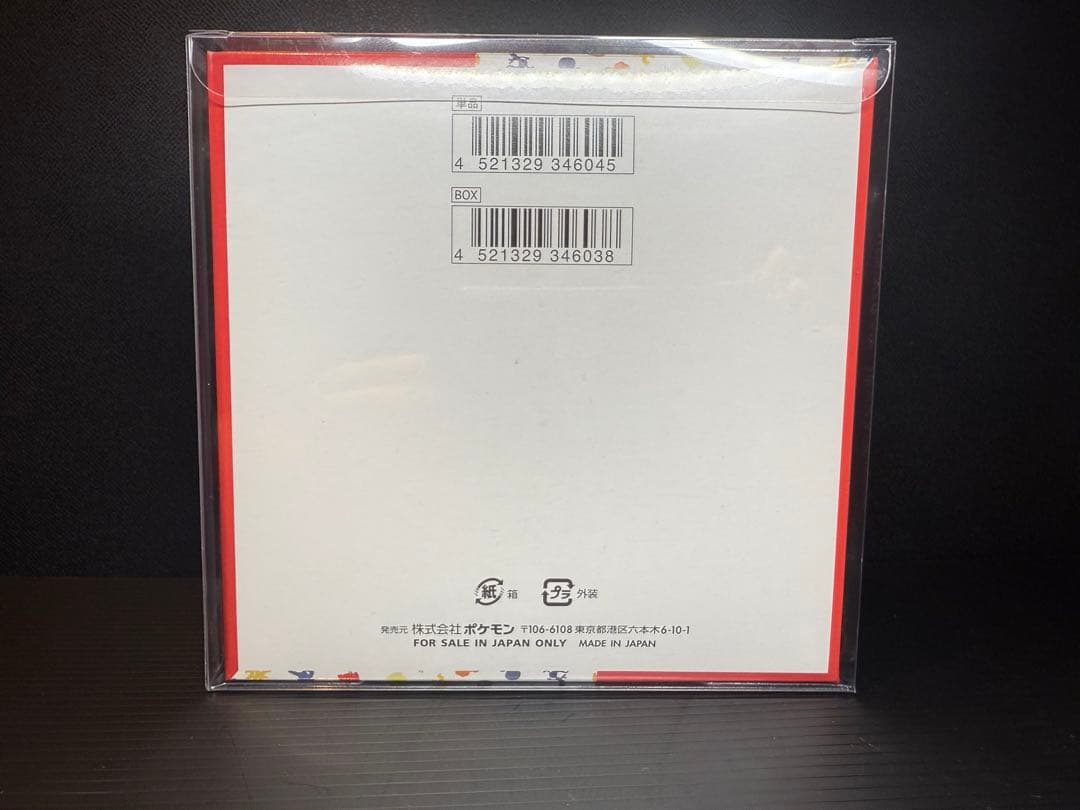 単品
4 521329 346045
BOX
4 521329 346038
紙 箱 プラ 外装
発売元 株式会社ポケモン 〒106-6108 東京都港区六本木6-10-1
FOR SALE IN JAPAN ONLY MADE IN JAPAN